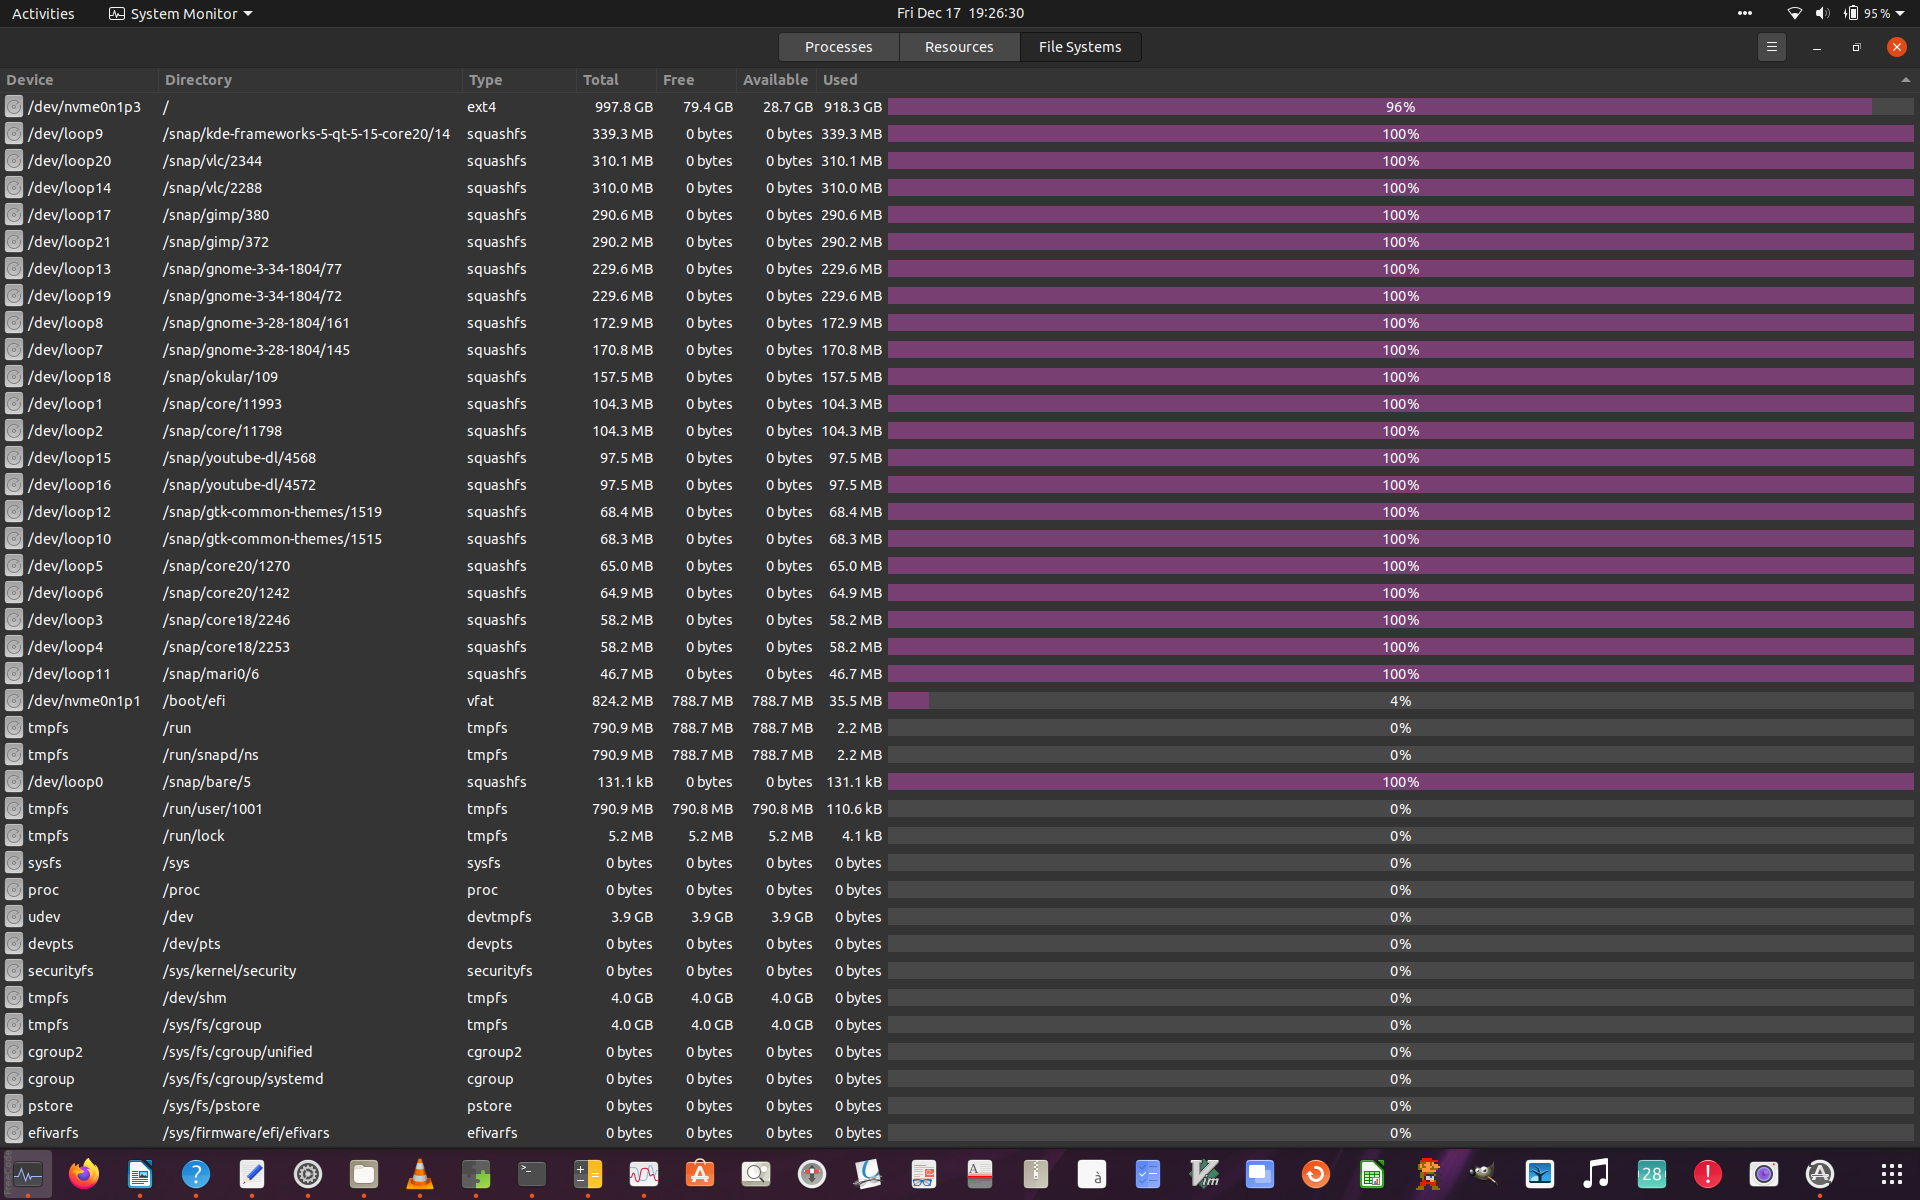 Activities System Monitor Fri Dec 17 19:26:30 95%
Processes Resources File Systems
Device Directory Type Total Free Available Used
/dev/nvme0n1p3 / ext4 997.8 GB 79.4 GB 28.7 GB 918.3 GB 96%
/dev/loop9 /snap/kde-frameworks-5-qt-5-15-core20/14 squashfs 339.3 MB 0 bytes 0 bytes 339.3 MB 100%
/dev/loop20 /snap/vlc/2344 squashfs 310.1 MB 0 bytes 0 bytes 310.1 MB 100%
/dev/loop14 /snap/vlc/2288 squashfs 310.0 MB 0 bytes 0 bytes 310.0 MB 100%
/dev/loop17 /snap/gimp/380 squashfs 290.6 MB 0 bytes 0 bytes 290.6 MB 100%
/dev/loop21 /snap/gimp/372 squashfs 290.2 MB 0 bytes 0 bytes 290.2 MB 100%
/dev/loop13 /snap/gnome-3-34-1804/77 squashfs 229.6 MB 0 bytes 0 bytes 229.6 MB 100%
/dev/loop19 /snap/gnome-3-34-1804/72 squashfs 229.6 MB 0 bytes 0 bytes 229.6 MB 100%
/dev/loop8 /snap/gnome-3-28-1804/161 squashfs 172.9 MB 0 bytes 0 bytes 172.9 MB 100%
/dev/loop7 /snap/gnome-3-28-1804/145 squashfs 170.8 MB 0 bytes 0 bytes 170.8 MB 100%
/dev/loop18 /snap/okular/109 squashfs 157.5 MB 0 bytes 0 bytes 157.5 MB 100%
/dev/loop1 /snap/core/11993 squashfs 104.3 MB 0 bytes 0 bytes 104.3 MB 100%
/dev/loop2 /snap/core/11798 squashfs 104.3 MB 0 bytes 0 bytes 104.3 MB 100%
/dev/loop15 /snap/youtube-dl/4568 squashfs 97.5 MB 0 bytes 0 bytes 97.5 MB 100%
/dev/loop16 /snap/youtube-dl/4572 squashfs 97.5 MB 0 bytes 0 bytes 97.5 MB 100%
/dev/loop12 /snap/gtk-common-themes/1519 squashfs 68.4 MB 0 bytes 0 bytes 68.4 MB 100%
/dev/loop10 /snap/gtk-common-themes/1515 squashfs 68.3 MB 0 bytes 0 bytes 68.3 MB 100%
/dev/loop5 /snap/core20/1270 squashfs 65.0 MB 0 bytes 0 bytes 65.0 MB 100%
/dev/loop6 /snap/core20/1242 squashfs 64.9 MB 0 bytes 0 bytes 64.9 MB 100%
/dev/loop3 /snap/core18/2246 squashfs 58.2 MB 0 bytes 0 bytes 58.2 MB 100%
/dev/loop4 /snap/core18/2253 squashfs 58.2 MB 0 bytes 0 bytes 58.2 MB 100%
/dev/loop11 /snap/mari0/6 squashfs 46.7 MB 0 bytes 0 bytes 46.7 MB 100%
/dev/nvme0n1p1 /boot/efi vfat 824.2 MB 788.7 MB 788.7 MB 35.5 MB 4%
tmpfs /run tmpfs 790.9 MB 788.7 MB 788.7 MB 2.2 MB 0%
tmpfs /run/snapd/ns tmpfs 790.9 MB 788.7 MB 788.7 MB 2.2 MB 0%
/dev/loop0 /snap/bare/5 squashfs 131.1 kB 0 bytes 0 bytes 131.1 kB 100%
tmpfs /run/user/1001 tmpfs 790.9 MB 790.8 MB 790.8 MB 110.6 kB 0%
tmpfs /run/lock tmpfs 5.2 MB 5.2 MB 5.2 MB 4.1 kB 0%
sysfs /sys sysfs 0 bytes 0 bytes 0 bytes 0 bytes 0%
proc /proc proc 0 bytes 0 bytes 0 bytes 0 bytes 0%
udev /dev devtmpfs 3.9 GB 3.9 GB 3.9 GB 0 bytes 0%
devpts /dev/pts devpts 0 bytes 0 bytes 0 bytes 0 bytes 0%
securityfs /sys/kernel/security securityfs 0 bytes 0 bytes 0 bytes 0 bytes 0%
tmpfs /dev/shm tmpfs 4.0 GB 4.0 GB 4.0 GB 0 bytes 0%
tmpfs /sys/fs/cgroup tmpfs 4.0 GB 4.0 GB 4.0 GB 0 bytes 0%
cgroup2 /sys/fs/cgroup/unified cgroup2 0 bytes 0 bytes 0 bytes 0 bytes 0%
cgroup /sys/fs/cgroup/systemd cgroup 0 bytes 0 bytes 0 bytes 0 bytes 0%
pstore /sys/fs/pstore pstore 0 bytes 0 bytes 0 bytes 0 bytes 0%
efivarfs /sys/firmware/efi/efivars efivarfs 0 bytes 0 bytes 0 bytes 0 bytes 0%
? A à Vim 28 !